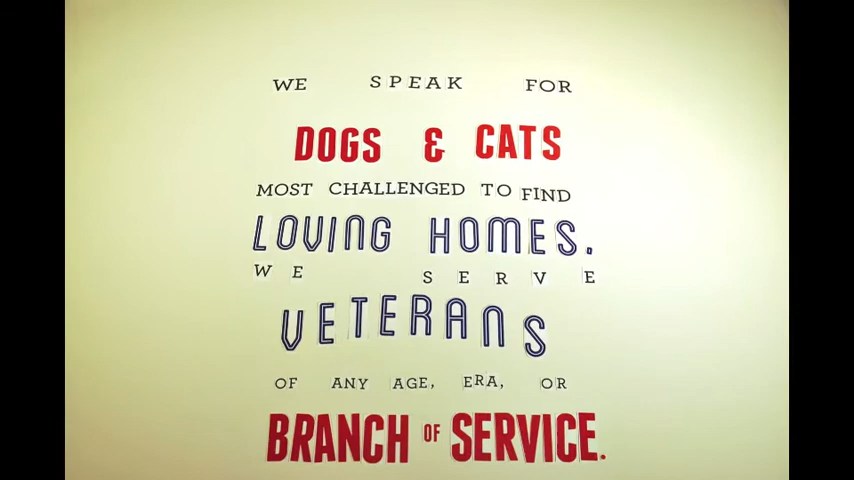 WE SPEAK FOR
DOGS & CATS
MOST CHALLENGED TO FIND
LOVING HOMES.
WE SERVE
VETERANS
OF ANY AGE, ERA, OR
BRANCH OF SERVICE.